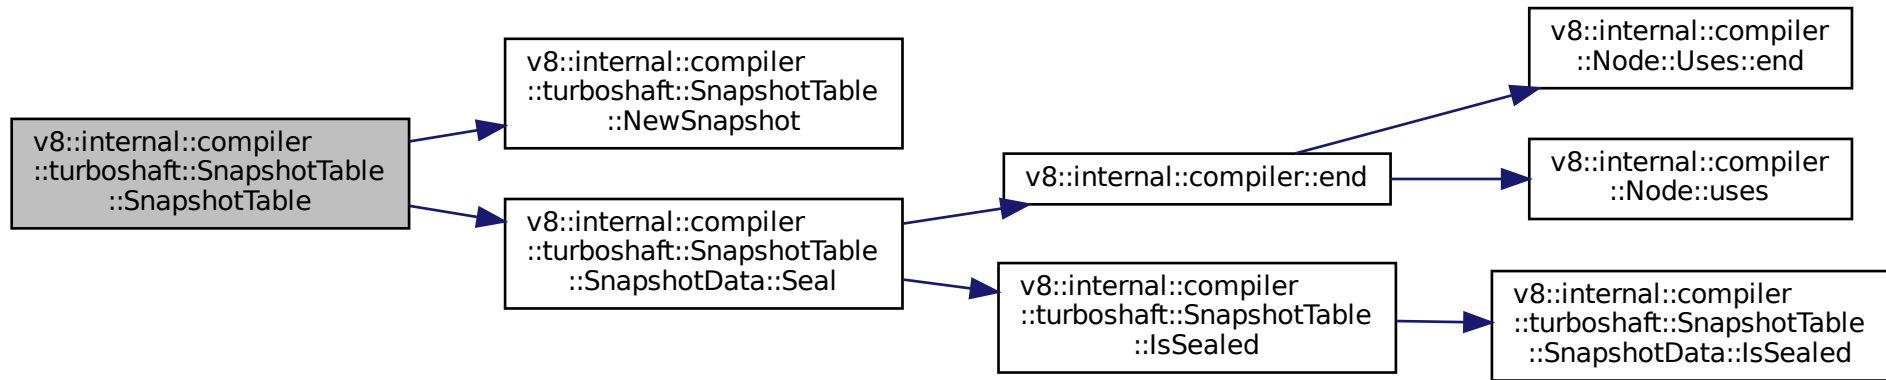 v8::internal::compiler
::turboshaft::SnapshotTable
::SnapshotTable
v8::internal::compiler
::turboshaft::SnapshotTable
::NewSnapshot
v8::internal::compiler
::turboshaft::SnapshotTable
::SnapshotData::Seal
v8::internal::compiler::end
v8::internal::compiler
::Node::Uses::end
v8::internal::compiler
::Node::uses
v8::internal::compiler
::turboshaft::SnapshotTable
::IsSealed
v8::internal::compiler
::turboshaft::SnapshotTable
::SnapshotData::IsSealed